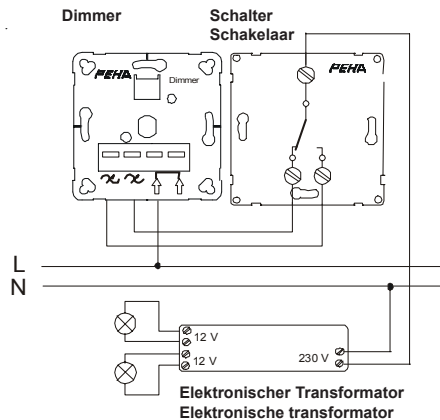 Dimmer
Schalter
Schakelaar
PEHA
Dimmer
PEHA
L
N
12 V
12 V
230 V
Elektronischer Transformator
Elektronische transformator